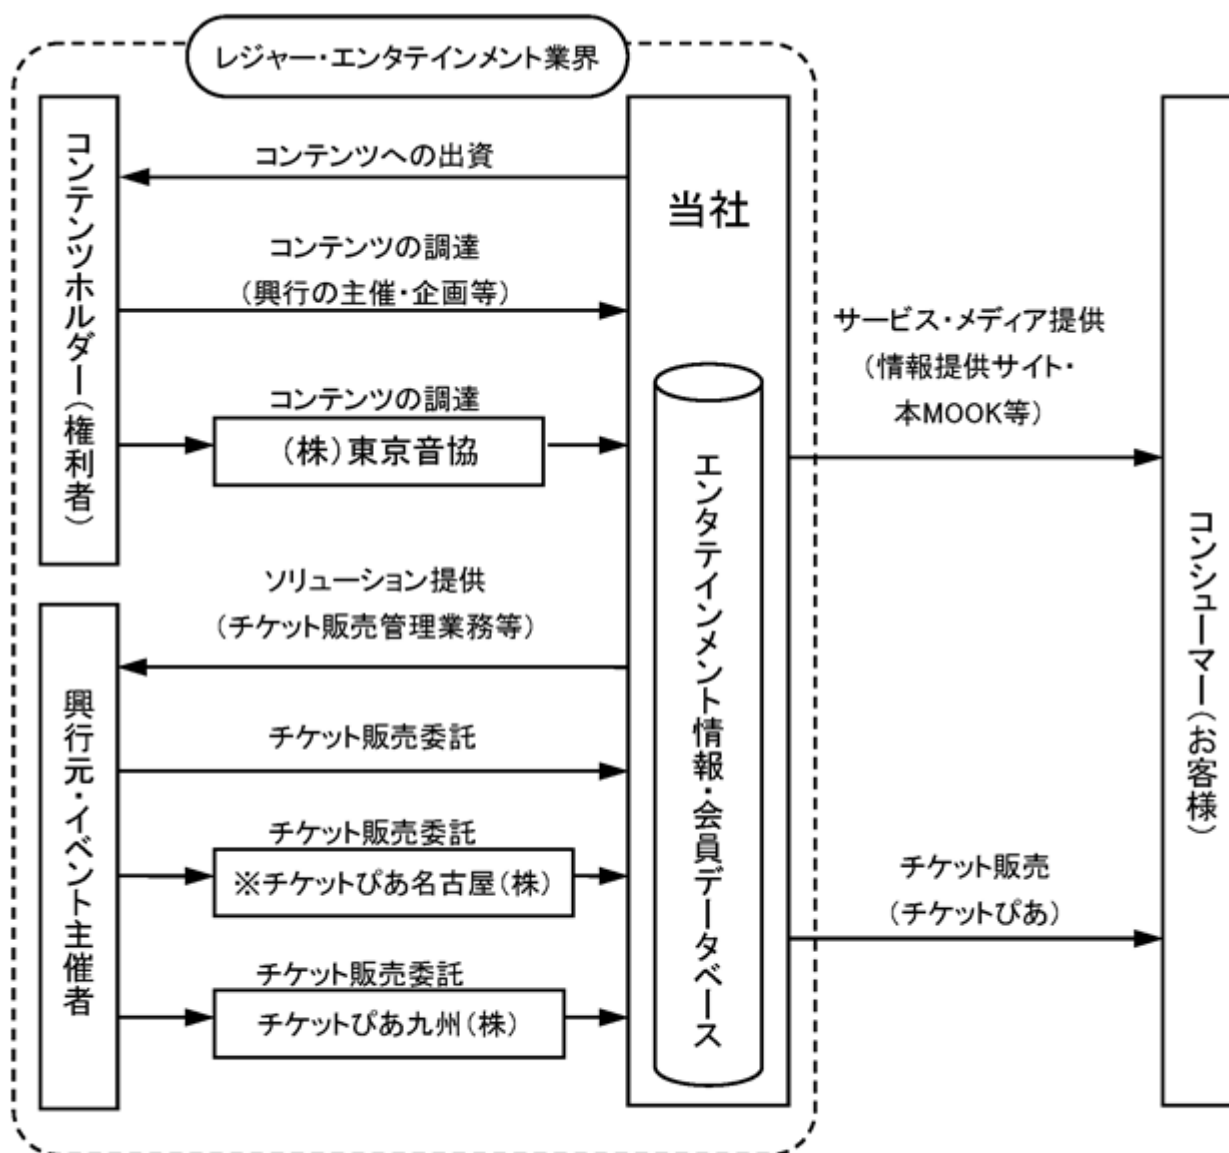 レジャー・エンタテインメント業界
コンテンツホルダー（権利者）
コンテンツへの出資
コンテンツの調達
（興行の主催・企画等）
コンテンツの調達
（株）東京音協
興行元・イベント主催者
ソリューション提供
（チケット販売管理業務等）
チケット販売委託
チケット販売委託
※チケットぴあ名古屋（株）
チケット販売委託
チケットぴあ九州（株）
当社
エンタテインメント情報・会員データベース
サービス・メディア提供
（情報提供サイト・
本MOOK等）
チケット販売
（チケットぴあ）
コンシューマー（お客様）